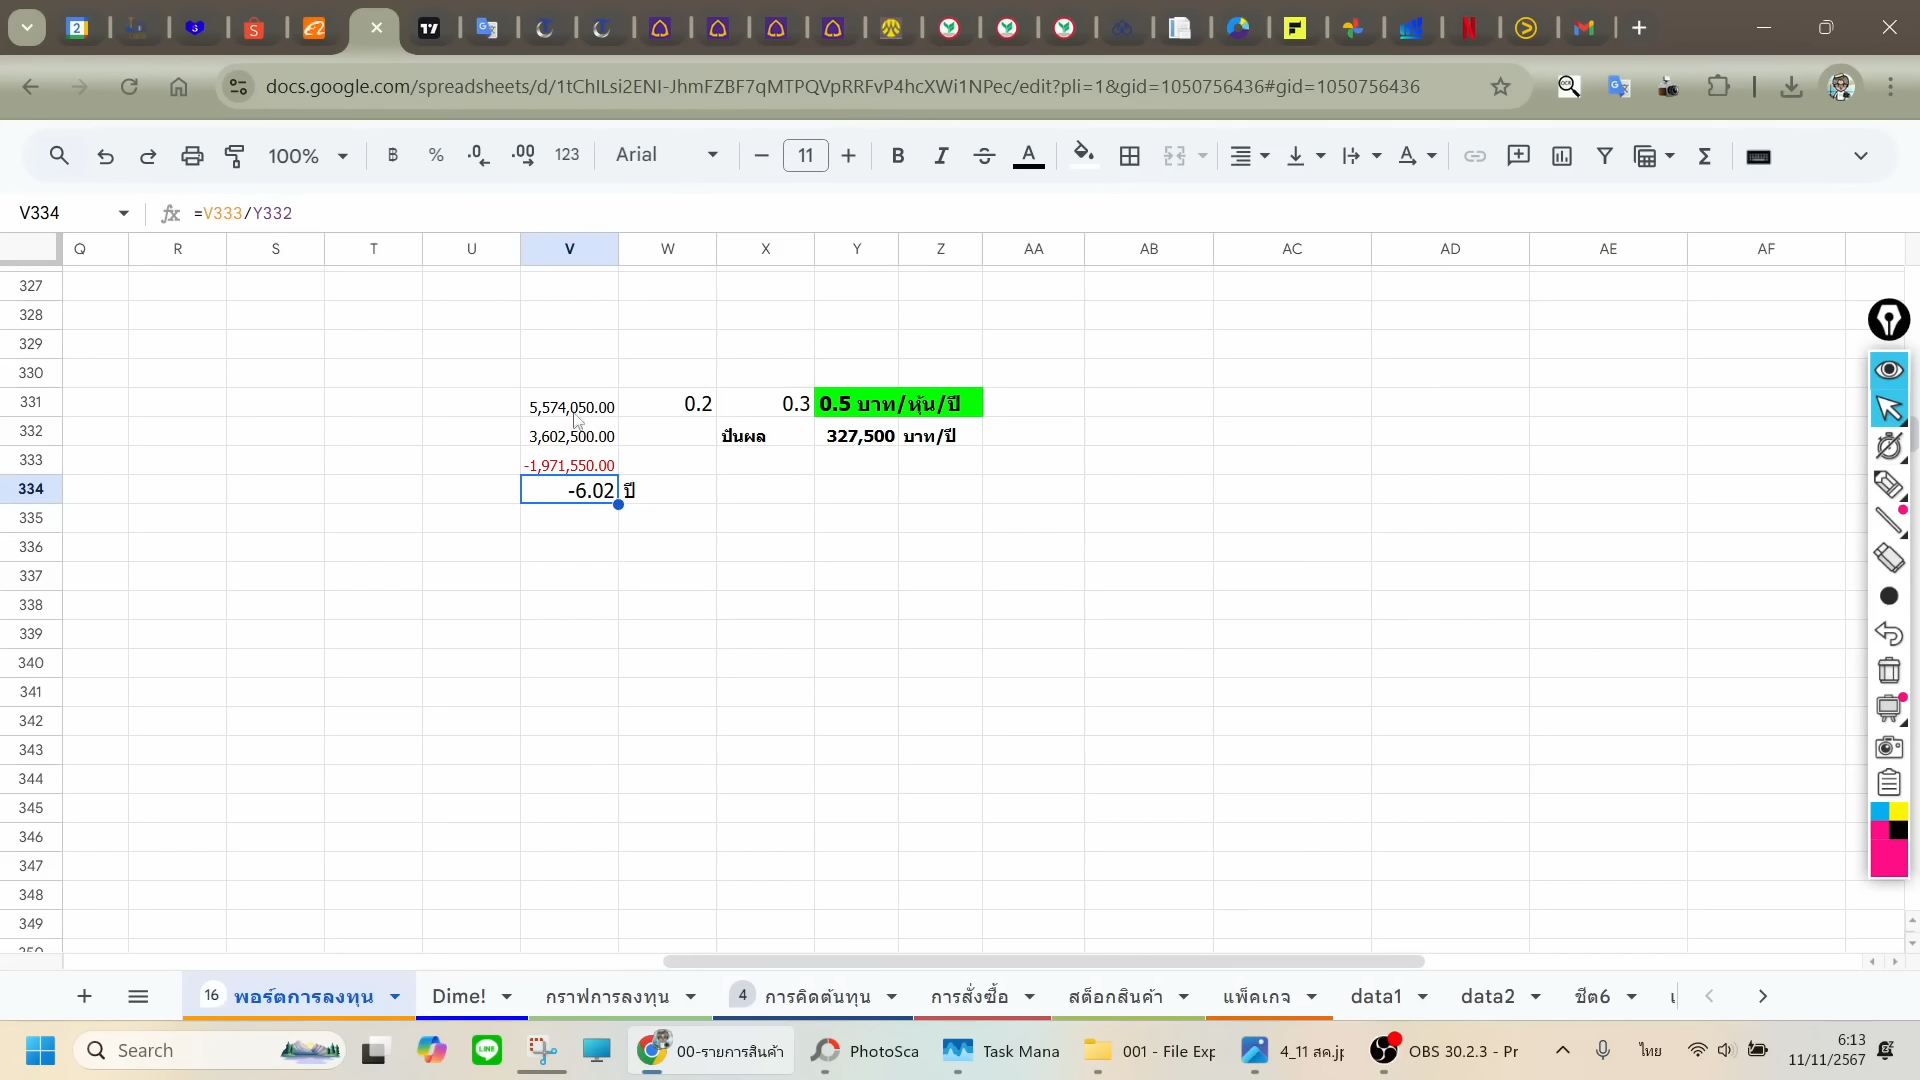 docs.google.com/spreadsheets/d/1tChILsi2ENI-JhmFZBF7qMTPQVpRRFvP4hcXWi1NPec/edit?pli=1&gid=1050756436#gid=1050756436
100% ฿ % .0 .00 123 Arial 11 B I A Σ
V334 fx =V333/Y332
Q R S T U V W X Y Z AA AB AC AD AE AF
327
328
329
330
331 5,574,050.00 0.2 0.3 0.5 บาท/หุ้น/ปี
332 3,602,500.00 ปันผล 327,500 บาท/ปี
333 -1,971,550.00
334 -6.02 ปี
335
336
337
338
339
340
341
342
343
344
345
346
347
348
349
16 พอร์ตการลงทุน Dime! กราฟการลงทุน 4 การคิดต้นทุน การสั่งซื้อ สต็อกสินค้า แพ็คเกจ data1 data2 ชีต6
Search LINE 00-รายการสินค้า PhotoSca Task Mana 001 - File Exp 4_11 สค.jp OBS 30.2.3 - Pr ไทย 6:13
11/11/2567